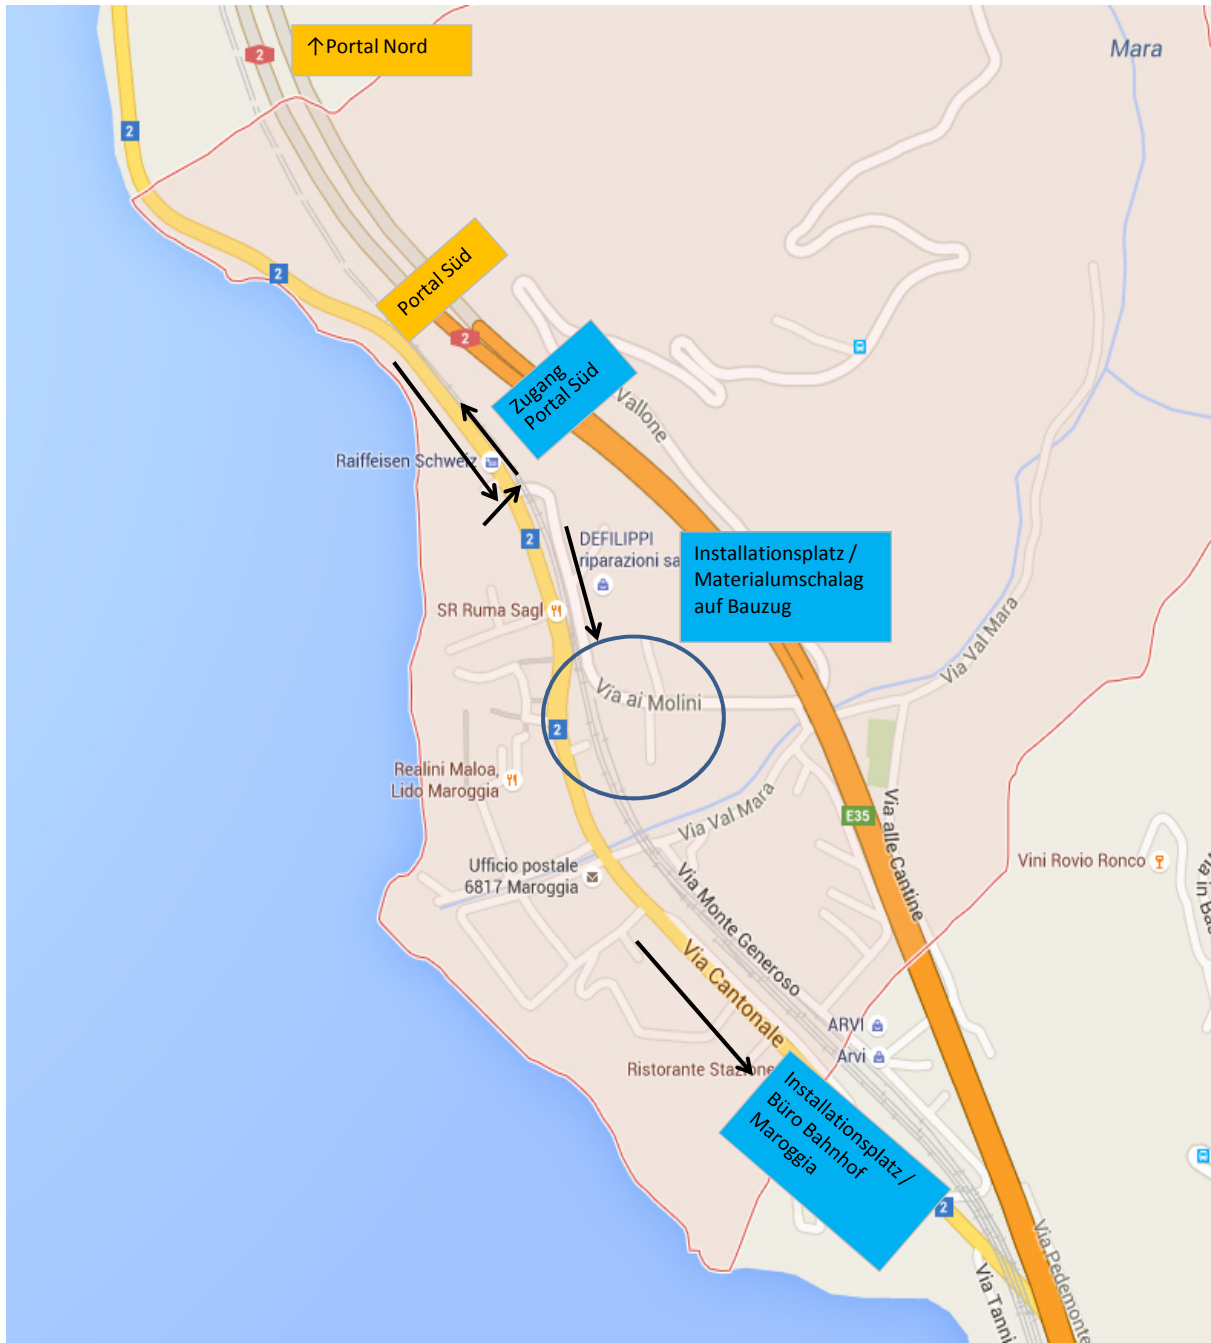 ↑Portal Nord
2
Mara
2
2
Portal Süd
2
Zugang
Portal Süd
Vallone
Raiffeisen Schweiz
2
DEFILIPPI
riparazioni sa
Installationsplatz /
Materialumschalag
auf Bauzug
SR Ruma Sagl
Via Val Mara
Via ai Molini
2
Realini Maloa,
Lido Maroggia
Via Val Mara
E35
Via alle Cantine
Ufficio postale
6817 Maroggia
Vini Rovio Ronco
Via Monte Generoso
Via Cantonale
ARVI
Arvi
Ristorante Stazione
Installationsplatz /
Büro Bahnhof
Maroggia
2
Via Pedemonte
Via Tanni